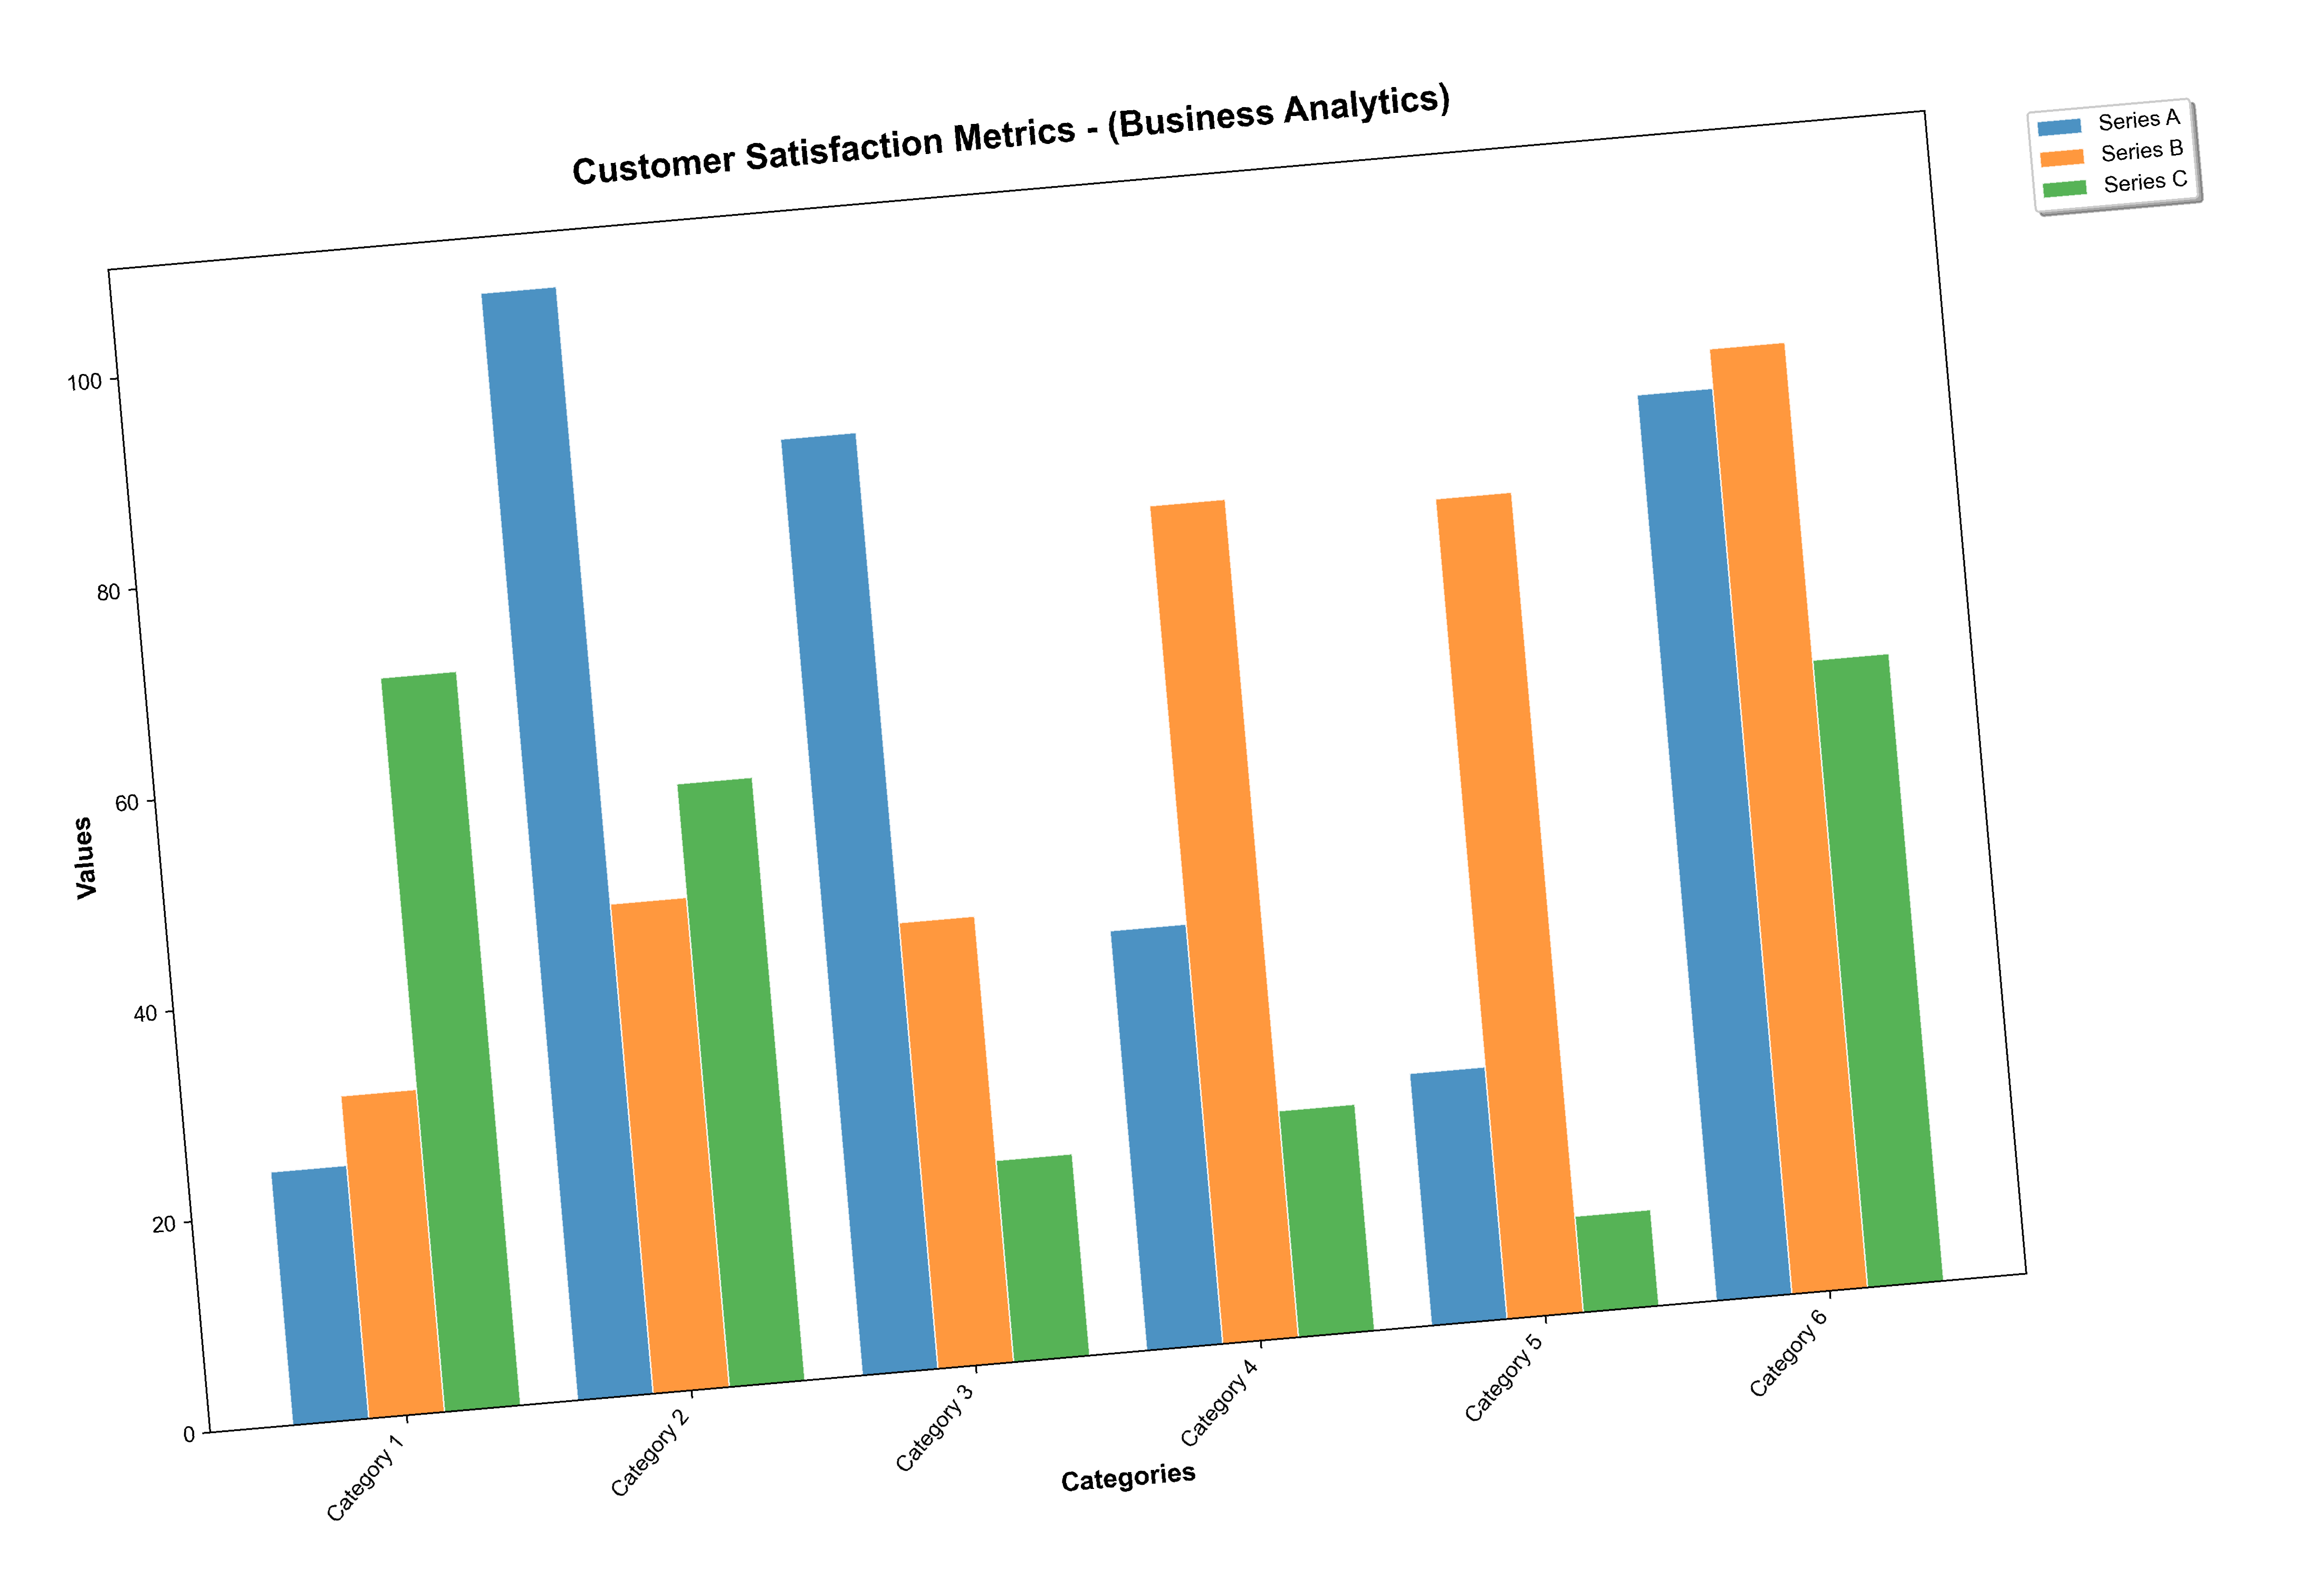 Customer Satisfaction Metrics - (Business Analytics)
Series A
Series B
Series C
Values
100
80
60
40
20
0
Category 1
Category 2
Category 3
Category 4
Category 5
Category 6
Categories